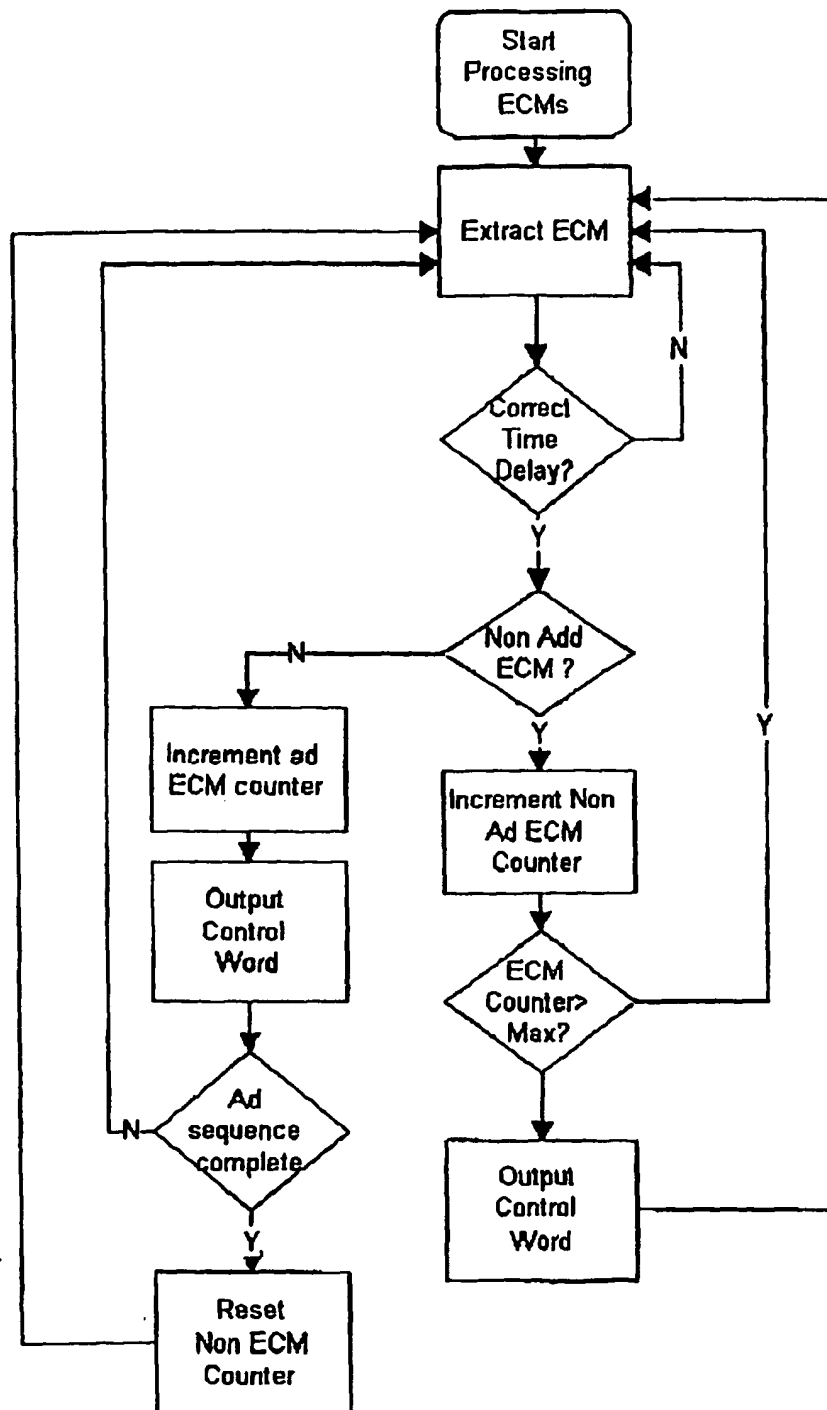 Start
Processing
ECMs
Extract ECM
N
Correct
Time
Delay?
Y
N
Non Add
ECM ?
Y
Y
Increment ad
ECM counter
Increment Non
Ad ECM
Counter
Output
Control
Word
ECM
Counter>
Max?
N
Ad
sequence
complete
Output
Control
Word
Y
Reset
Non ECM
Counter